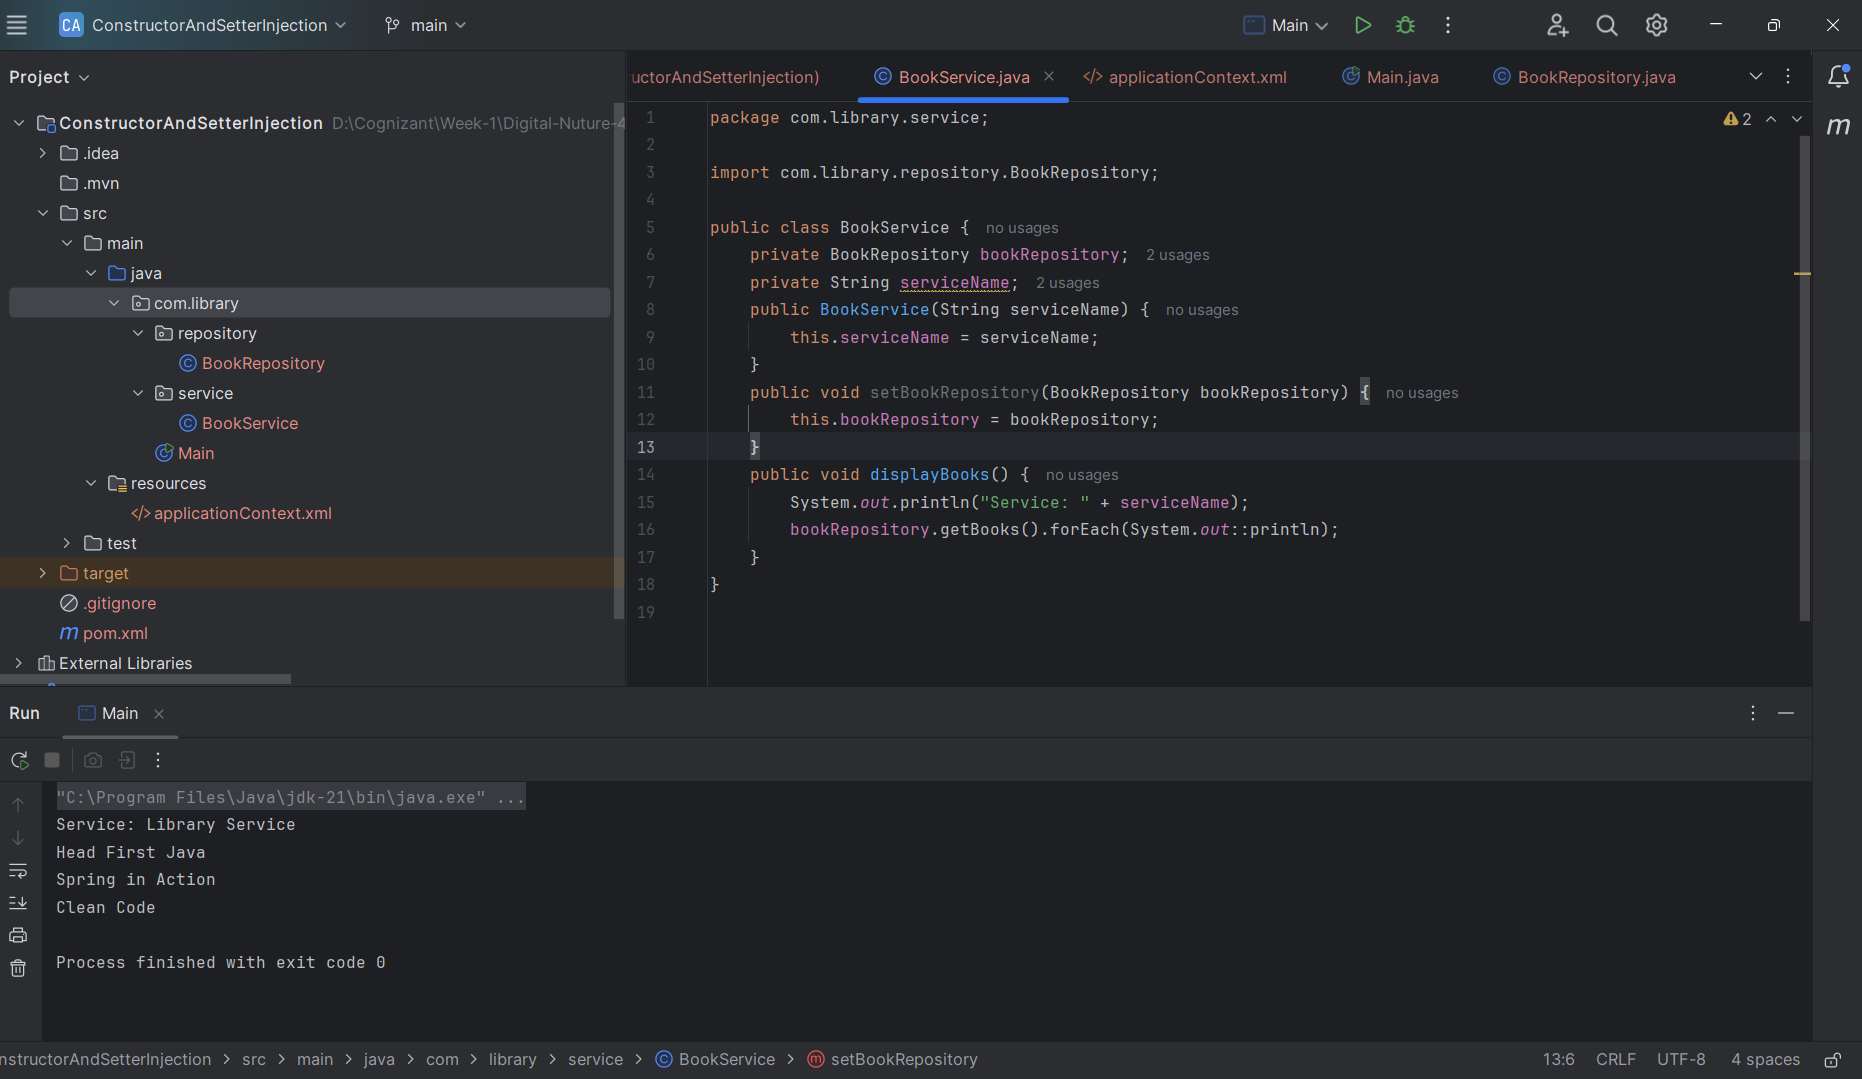 CA ConstructorAndSetterInjection main Main
Project
ConstructorAndSetterInjection D:\Cognizant\Week-1\Digital-Nuture-4
.idea
.mvn
src
main
java
com.library
repository
BookRepository
service
BookService
Main
resources
applicationContext.xml
test
target
.gitignore
m pom.xml
External Libraries
uctorAndSetterInjection) BookService.java applicationContext.xml Main.java BookRepository.java
2
m
1 package com.library.service;
2
3 import com.library.repository.BookRepository;
4
5 public class BookService { no usages
6 private BookRepository bookRepository; 2 usages
7 private String serviceName; 2 usages
8 public BookService(String serviceName) { no usages
9 this.serviceName = serviceName;
10 }
11 public void setBookRepository(BookRepository bookRepository) { no usages
12 this.bookRepository = bookRepository;
13 }
14 public void displayBooks() { no usages
15 System.out.println("Service: " + serviceName);
16 bookRepository.getBooks().forEach(System.out::println);
17 }
18 }
19
Run Main
"C:\Program Files\Java\jdk-21\bin\java.exe" ...
Service: Library Service
Head First Java
Spring in Action
Clean Code
Process finished with exit code 0
nstructorAndSetterInjection > src > main > java > com > library > service > BookService > setBookRepository 13:6 CRLF UTF-8 4 spaces